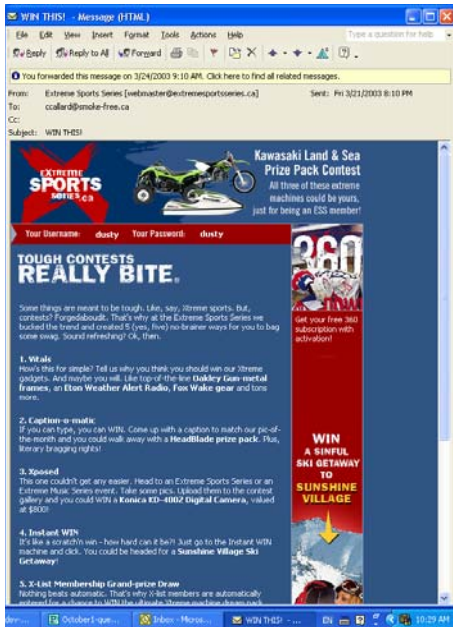 WIN THIS! - Message (HTML)
File Edit View Insert Format Tools Actions Help Type a question for help
Reply Reply to All Forward
You forwarded this message on 3/24/2003 9:10 AM. Click here to find all related messages.
From: Extreme Sports Series [webmaster@extremesportsseries.ca] Sent: Fri 3/21/2003 8:10 PM
To: ccallard@smoke-free.ca
Cc:
Subject: WIN THIS!
EXTREME
SPORTS
SERIES.ca
Kawasaki Land & Sea
Prize Pack Contest
All three of these extreme
machines could be yours,
just for being an ESS member!
Your Username: dusty Your Password: dusty
TOUGH CONTESTS
REALLY BITE.
Some things are meant to be tough. Like, say, Xtreme sports. But,
contests? Forgedaboudit. That's why at the Extreme Sports Series we
bucked the trend and created 5 (yes, five) no-brainer ways for you to bag
some swag. Sound refreshing? Ok, then.
1. Vitals
How's this for simple? Tell us why you think you should win our Xtreme
gadgets. And maybe you will. Like top-of-the-line Oakley Gun-metal
frames, an Eton Weather Alert Radio, Fox Wake gear and tons
more.
2. Caption-o-matic
If you can type, you can WIN. Come up with a caption to match our pic-of-
the-month and you could walk away with a HeadBlade prize pack. Plus,
literary bragging rights!
3. Xposed
This one couldn't get any easier. Head to an Extreme Sports Series or an
Extreme Music Series event. Take some pics. Upload them to the contest
gallery and you could WIN a Konica KD-400Z Digital Camera, valued
at $800!
4. Instant WIN
It's like a scratch'n win - how hard can it be?! Just go to the Instant WIN
machine and click. You could be headed for a Sunshine Village Ski
Getaway!
5. X-List Membership Grand-prize Draw
Nothing beats automatic. That's why X-list members are automatically
entered for a chance to WIN the ultimate Xtreme machine dream pack
360
Get your free 360
subscription with
activation!
WIN
A SINFUL
SKI GETAWAY
TO
SUNSHINE
VILLAGE
October1-que... Inbox - Micros... WIN THIS! - ... EN 10:29 AM